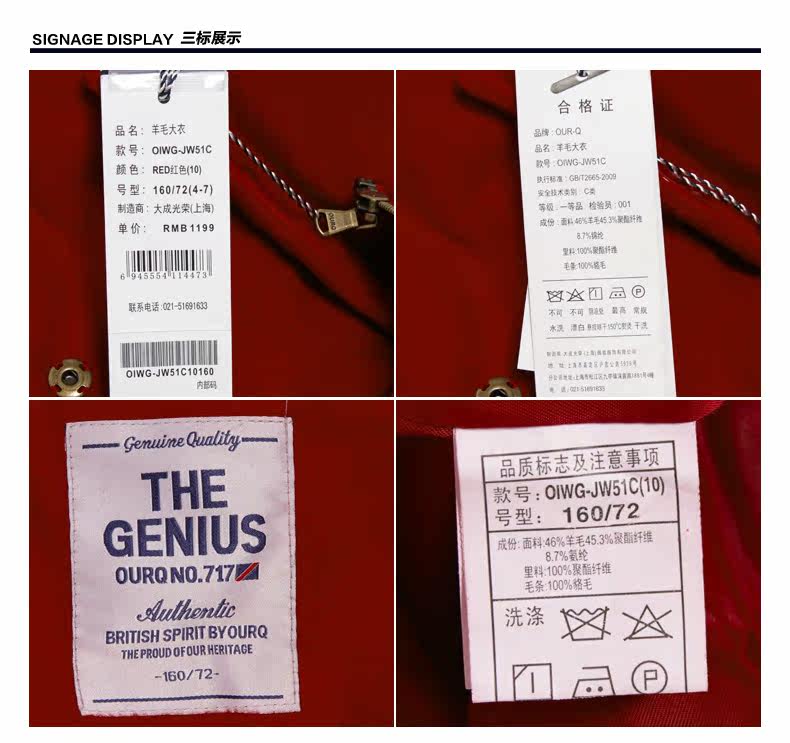 SIGNAGE DISPLAY 三标展示
品名：羊毛大衣
款号：OIWG-JW51C
颜色：RED红色(10)
号型：160/72(4-7)
制造商：大成光荣(上海)
单价：RMB1199
6 945554 114473
联系电话:021-51691633
OIWG-JW51C10160
内部码
合格证
品牌：OUR-Q
品名：羊毛大衣
款号：OIWG-JW51C
执行标准：GB/T2665-2009
安全技术类别：C类
等级：一等品 检验员：001
成份：面料:46%羊毛45.3%聚酯纤维
8.7%锦纶
里料:100%聚酯纤维
毛条:100%貉毛
不可 不可 最高 常规
水洗 漂白 悬挂晾干 150℃熨烫 干洗
电 话：021-51691633
Genuine Quality
THE
GENIUS
OURQ NO.717
Authentic
BRITISH SPIRIT BY OURQ
THE PROUD OF OUR HERITAGE
-160/72-
品质标志及注意事项
款号：OIWG-JW51C(10)
号型：160/72
成份：面料:46%羊毛45.3%聚酯纤维
8.7%氨纶
里料:100%聚酯纤维
毛条:100%貉毛
洗涤
P